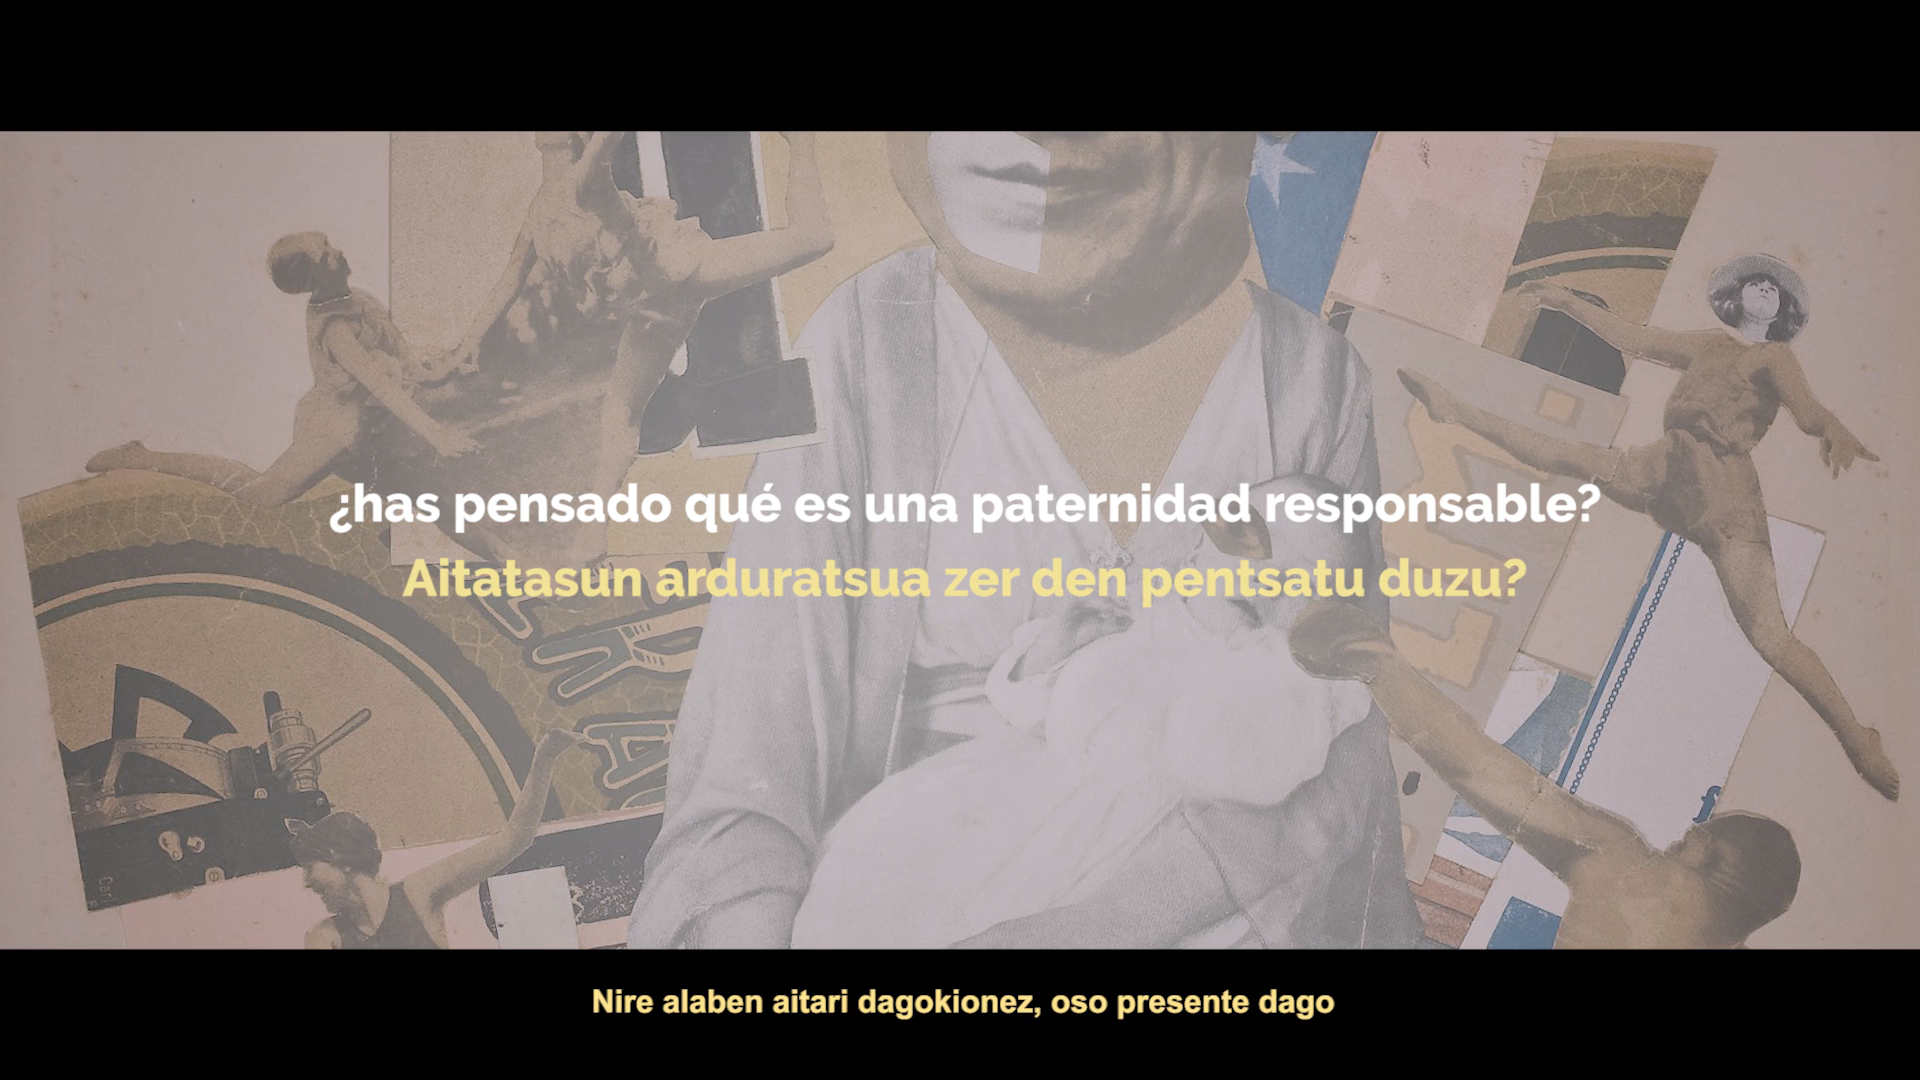 ¿has pensado qué es una paternidad responsable?
Aitatasun arduratsua zer den pentsatu duzu?
Nire alaben aitari dagokionez, oso presente dago